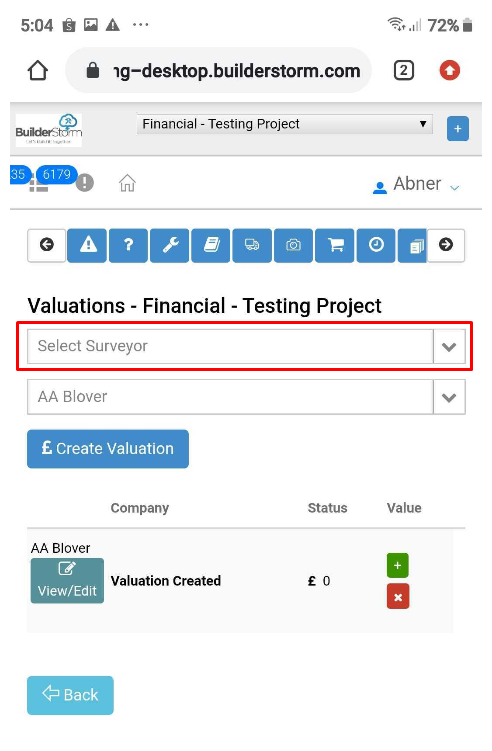 5:04 72%
ng-desktop.builderstorm.com 2
BuilderStorm Financial - Testing Project
35 6179 Abner
Valuations - Financial - Testing Project
Select Surveyor
AA Blover
£ Create Valuation
Company Status Value
AA Blover
View/Edit
Valuation Created £ 0
Back